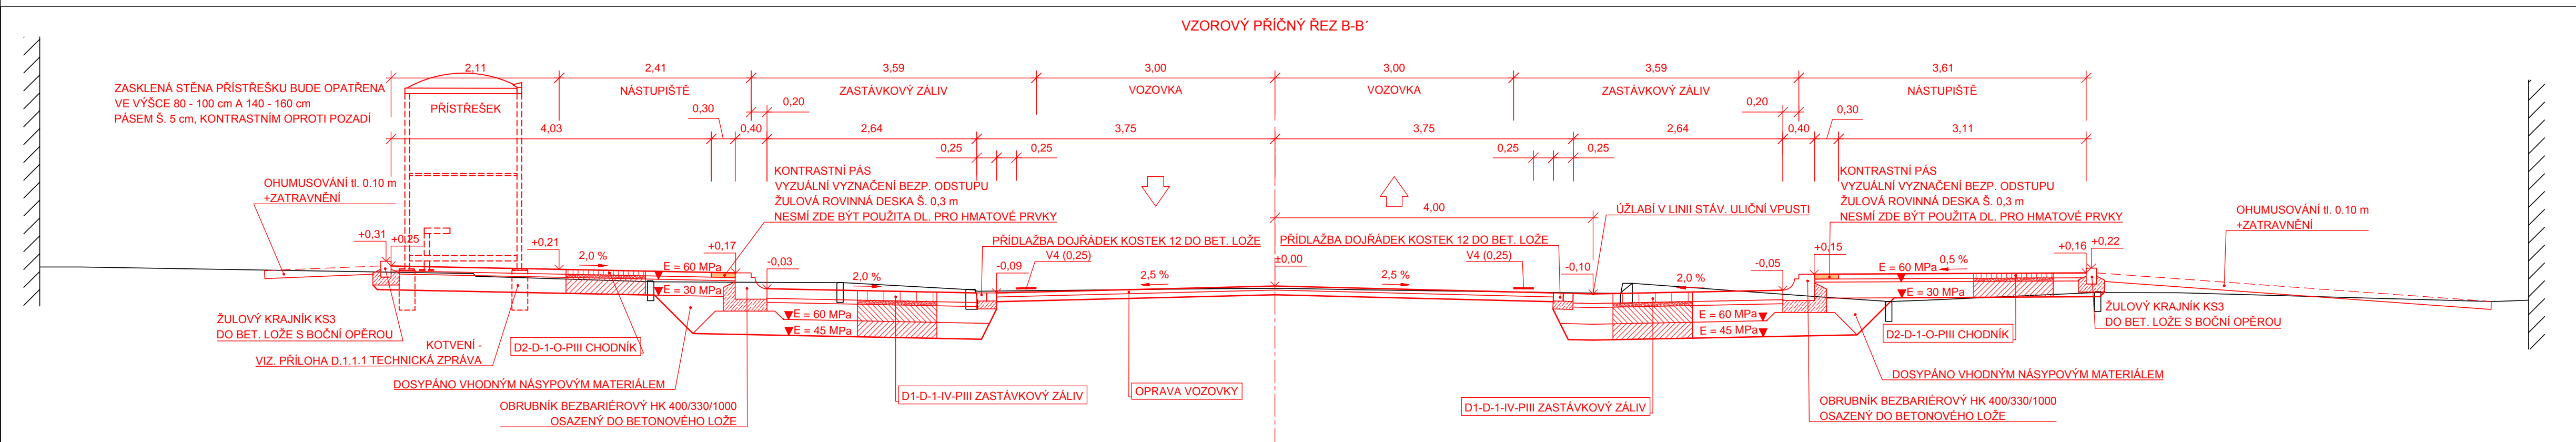 VZOROVÝ PŘÍČNÝ ŘEZ B-B´
2,11
2,41
3,59
3,00
3,00
3,59
3,61
ZASKLENÁ STĚNA PŘÍSTŘEŠKU BUDE OPATŘENA
VE VÝŠCE 80 - 100 cm A 140 - 160 cm
PÁSEM Š. 5 cm, KONTRASTNÍM OPROTI POZADÍ
PŘÍSTŘEŠEK
NÁSTUPIŠTĚ
ZASTÁVKOVÝ ZÁLIV
VOZOVKA
VOZOVKA
ZASTÁVKOVÝ ZÁLIV
NÁSTUPIŠTĚ
0,30
0,20
0,20
0,30
4,03
0,40
2,64
3,75
3,75
2,64
0,40
3,11
0,25
0,25
0,25
0,25
KONTRASTNÍ PÁS
VYZUÁLNÍ VYZNAČENÍ BEZP. ODSTUPU
ŽULOVÁ ROVINNÁ DESKA Š. 0,3 m
NESMÍ ZDE BÝT POUŽITA DL. PRO HMATOVÉ PRVKY
KONTRASTNÍ PÁS
VYZUÁLNÍ VYZNAČENÍ BEZP. ODSTUPU
ŽULOVÁ ROVINNÁ DESKA Š. 0,3 m
NESMÍ ZDE BÝT POUŽITA DL. PRO HMATOVÉ PRVKY
OHUMUSOVÁNÍ tl. 0.10 m
+ZATRAVNĚNÍ
4,00
ÚŽLABÍ V LINII STÁV. ULIČNÍ VPUSTI
OHUMUSOVÁNÍ tl. 0.10 m
+ZATRAVNĚNÍ
+0,31
+0,25
+0,21
2,0 %
+0,17
E = 60 MPa
E = 30 MPa
-0,03
2,0 %
PŘÍDLAŽBA DOJŘÁDEK KOSTEK 12 DO BET. LOŽE
V4 (0,25)
-0,09
2,5 %
±0,00
PŘÍDLAŽBA DOJŘÁDEK KOSTEK 12 DO BET. LOŽE
V4 (0,25)
2,5 %
-0,10
2,0 %
-0,05
+0,15
E = 60 MPa
0,5 %
E = 30 MPa
+0,16
+0,22
E = 60 MPa
E = 45 MPa
E = 60 MPa
E = 45 MPa
ŽULOVÝ KRAJNÍK KS3
DO BET. LOŽE S BOČNÍ OPĚROU
ŽULOVÝ KRAJNÍK KS3
DO BET. LOŽE S BOČNÍ OPĚROU
KOTVENÍ -
VIZ. PŘÍLOHA D.1.1.1 TECHNICKÁ ZPRÁVA
D2-D-1-O-PIII CHODNÍK
D2-D-1-O-PIII CHODNÍK
DOSYPÁNO VHODNÝM NÁSYPOVÝM MATERIÁLEM
DOSYPÁNO VHODNÝM NÁSYPOVÝM MATERIÁLEM
D1-D-1-IV-PIII ZASTÁVKOVÝ ZÁLIV
OPRAVA VOZOVKY
D1-D-1-IV-PIII ZASTÁVKOVÝ ZÁLIV
OBRUBNÍK BEZBARIÉROVÝ HK 400/330/1000
OSAZENÝ DO BETONOVÉHO LOŽE
OBRUBNÍK BEZBARIÉROVÝ HK 400/330/1000
OSAZENÝ DO BETONOVÉHO LOŽE